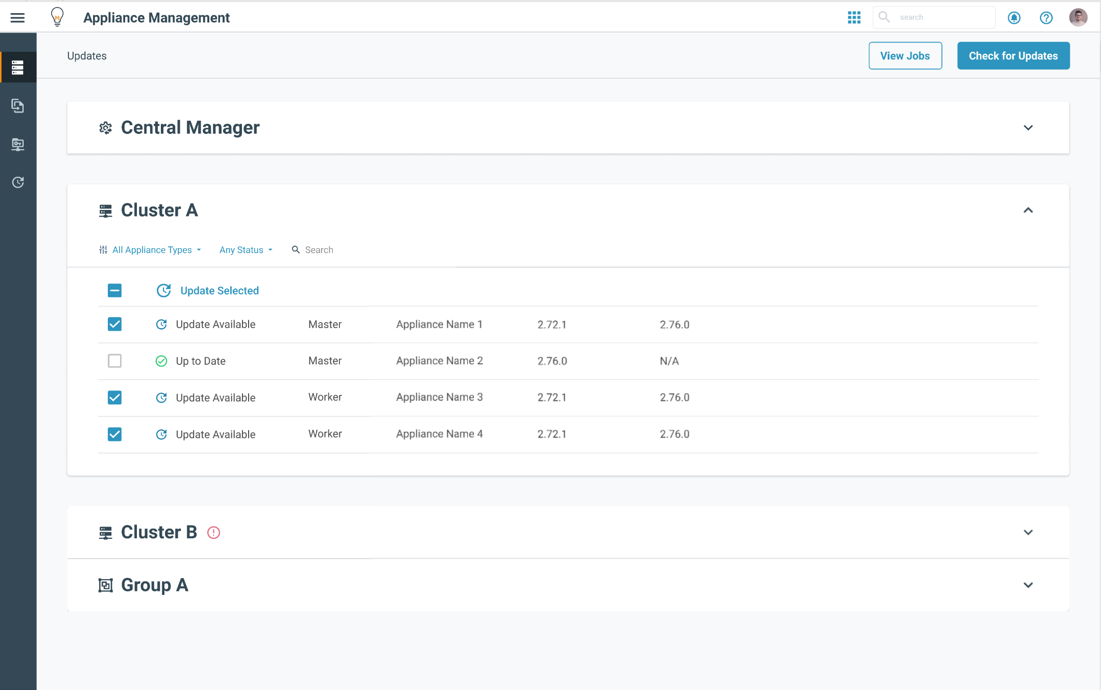 Appliance Management
search
Updates
View Jobs
Check for Updates
Central Manager
Cluster A
All Appliance Types Any Status Search
Update Selected
Update Available Master Appliance Name 1 2.72.1 2.76.0
Up to Date Master Appliance Name 2 2.76.0 N/A
Update Available Worker Appliance Name 3 2.72.1 2.76.0
Update Available Worker Appliance Name 4 2.72.1 2.76.0
Cluster B
Group A